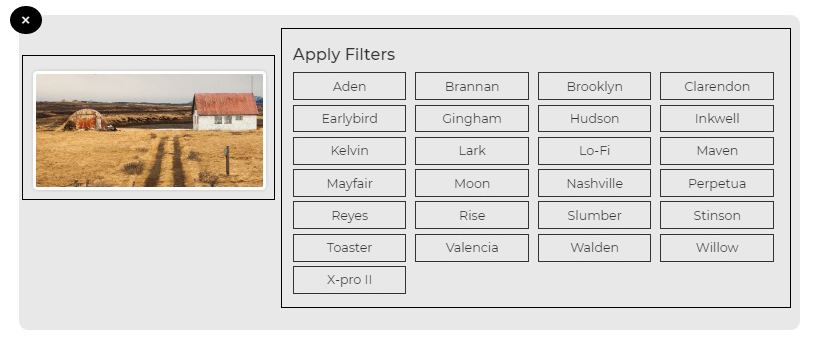 ×
Apply Filters
Aden Brannan Brooklyn Clarendon
Earlybird Gingham Hudson Inkwell
Kelvin Lark Lo-Fi Maven
Mayfair Moon Nashville Perpetua
Reyes Rise Slumber Stinson
Toaster Valencia Walden Willow
X-pro II